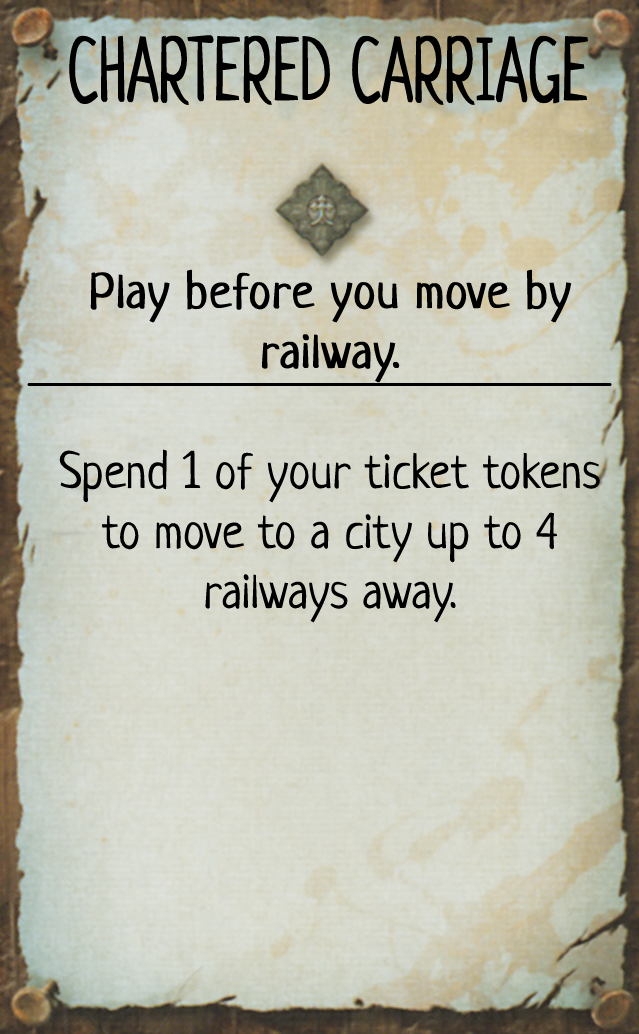 CHARTERED CARRIAGE
Play before you move by
railway.
Spend 1 of your ticket tokens
to move to a city up to 4
railways away.